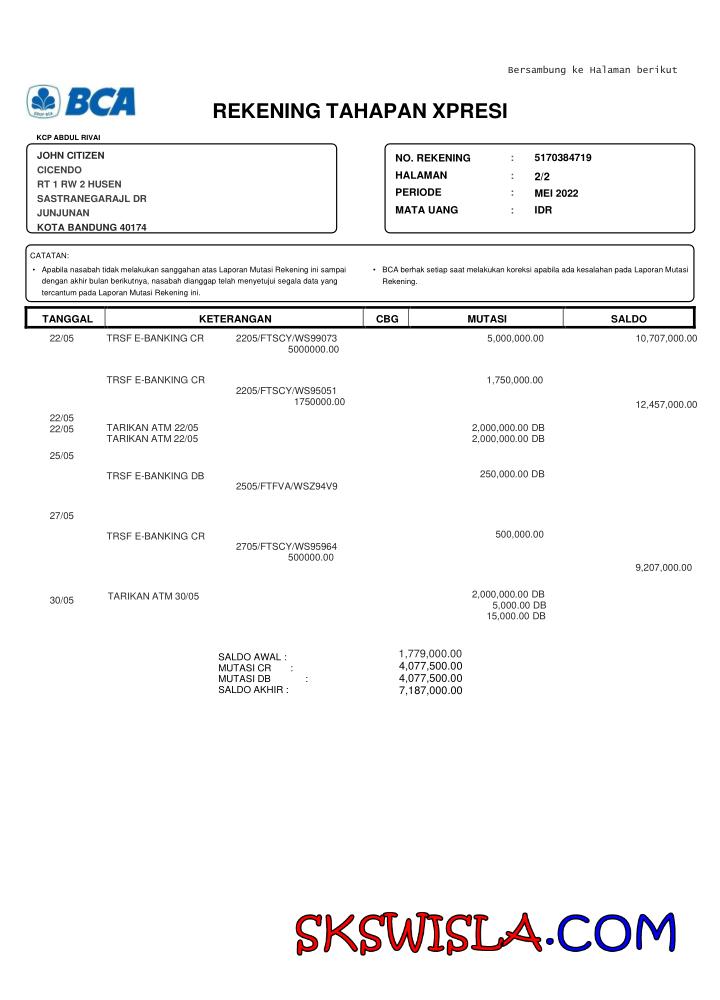 Bersambung ke Halaman berikut
BCA
REKENING TAHAPAN XPRESI
KCP ABDUL RIVAI
JOHN CITIZEN
CICENDO
RT 1 RW 2 HUSEN
SASTRANEGARAJL DR
JUNJUNAN
KOTA BANDUNG 40174
NO. REKENING : 5170384719
HALAMAN : 2/2
PERIODE : MEI 2022
MATA UANG : IDR
CATATAN:
• Apabila nasabah tidak melakukan sanggahan atas Laporan Mutasi Rekening ini sampai
dengan akhir bulan berikutnya, nasabah dianggap telah menyetujui segala data yang
tercantum pada Laporan Mutasi Rekening ini.
• BCA berhak setiap saat melakukan koreksi apabila ada kesalahan pada Laporan Mutasi
Rekening.
TANGGAL KETERANGAN CBG MUTASI SALDO
22/05 TRSF E-BANKING CR 2205/FTSCY/WS99073 5,000,000.00 10,707,000.00
5000000.00
TRSF E-BANKING CR 1,750,000.00
2205/FTSCY/WS95051
1750000.00
12,457,000.00
22/05
22/05 TARIKAN ATM 22/05 2,000,000.00 DB
TARIKAN ATM 22/05 2,000,000.00 DB
25/05
TRSF E-BANKING DB 250,000.00 DB
2505/FTFVA/WSZ94V9
27/05
TRSF E-BANKING CR 500,000.00
2705/FTSCY/WS95964
500000.00
9,207,000.00
30/05 TARIKAN ATM 30/05 2,000,000.00 DB
5,000.00 DB
15,000.00 DB
SALDO AWAL : 1,779,000.00
MUTASI CR : 4,077,500.00
MUTASI DB : 4,077,500.00
SALDO AKHIR : 7,187,000.00
SKSWISLA.COM